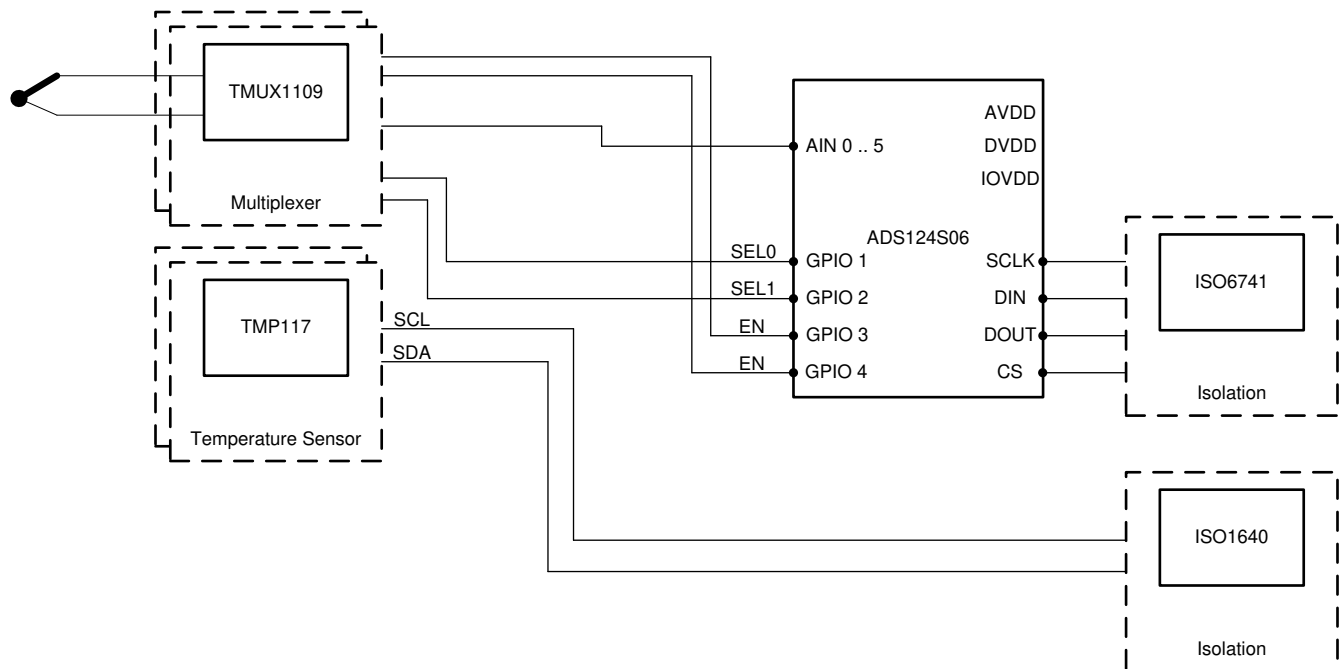 TMUX1109
Multiplexer
TMP117
Temperature Sensor
SCL
SDA
SEL0
SEL1
EN
EN
AIN 0 .. 5
GPIO 1
GPIO 2
GPIO 3
GPIO 4
ADS124S06
AVDD
DVDD
IOVDD
SCLK
DIN
DOUT
CS
ISO6741
Isolation
ISO1640
Isolation